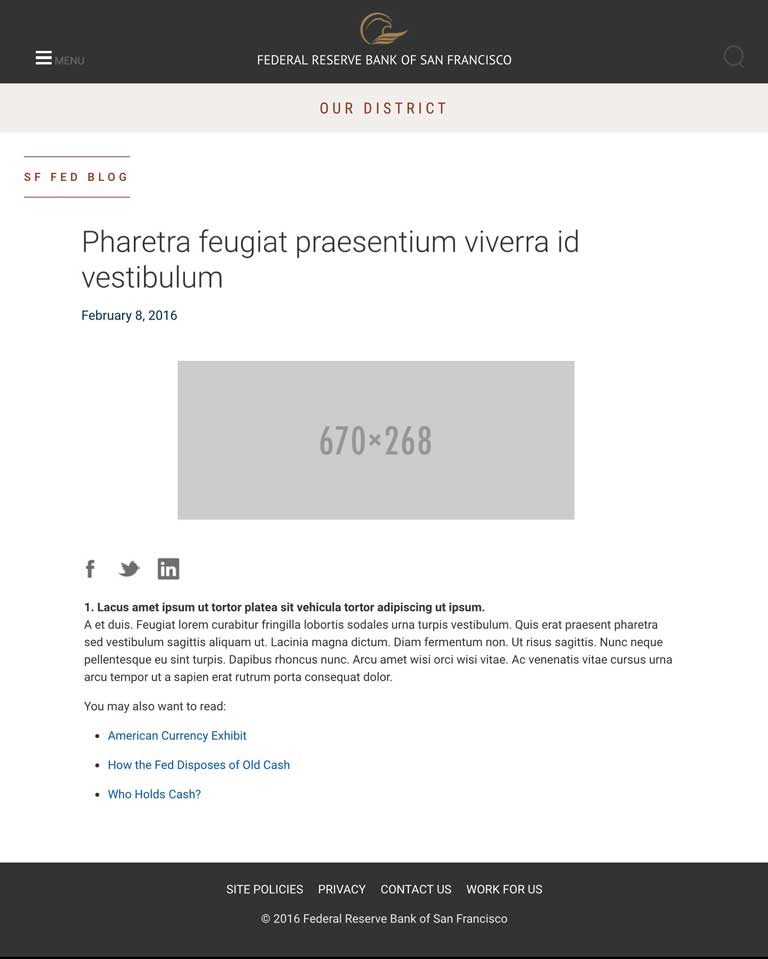 MENU
FEDERAL RESERVE BANK OF SAN FRANCISCO
OUR DISTRICT
SF FED BLOG
Pharetra feugiat praesentium viverra id
vestibulum
February 8, 2016
670×268
1. Lacus amet ipsum ut tortor platea sit vehicula tortor adipiscing ut ipsum.
A et duis. Feugiat lorem curabitur fringilla lobortis sodales urna turpis vestibulum. Quis erat praesent pharetra
sed vestibulum sagittis aliquam ut. Lacinia magna dictum. Diam fermentum non. Ut risus sagittis. Nunc neque
pellentesque eu sint turpis. Dapibus rhoncus nunc. Arcu amet wisi orci wisi vitae. Ac venenatis vitae cursus urna
arcu tempor ut a sapien erat rutrum porta consequat dolor.
You may also want to read:
• American Currency Exhibit
• How the Fed Disposes of Old Cash
• Who Holds Cash?
SITE POLICIES PRIVACY CONTACT US WORK FOR US
© 2016 Federal Reserve Bank of San Francisco